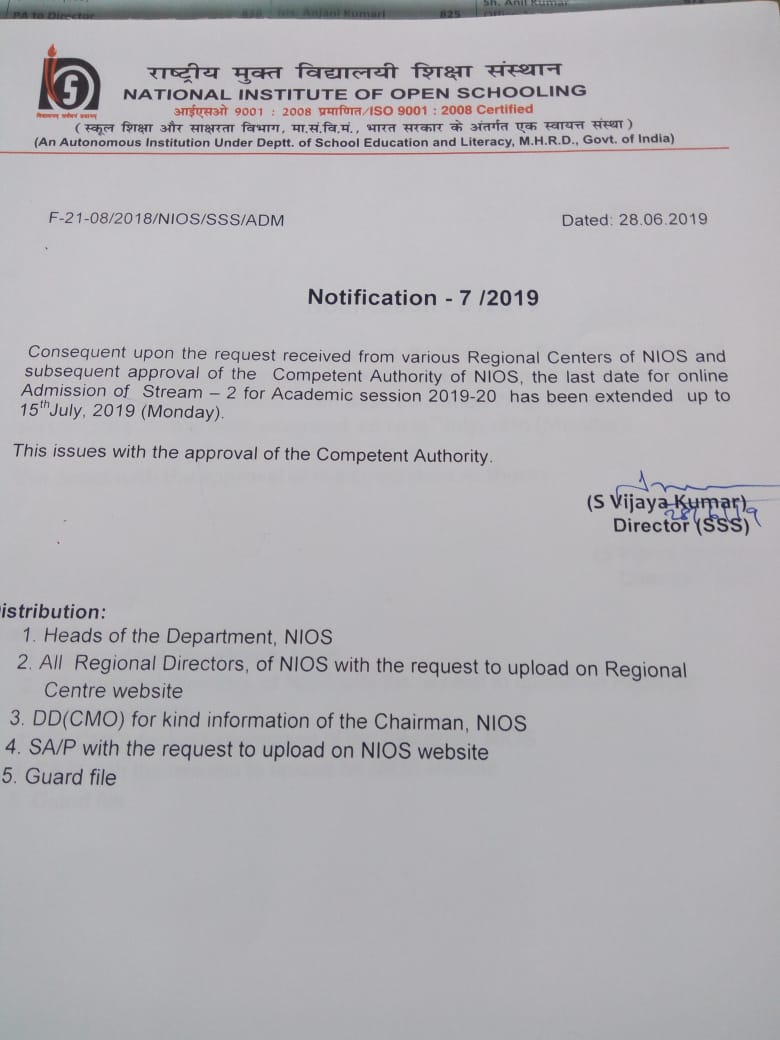 PA to Director 828 Ms. Anjani Kumari 825 Sh. Anil Kumar
राष्ट्रीय मुक्त विद्यालयी शिक्षा संस्थान
NATIONAL INSTITUTE OF OPEN SCHOOLING
आईएसओ 9001 : 2008 प्रमाणित/ISO 9001 : 2008 Certified
( स्कूल शिक्षा और साक्षरता विभाग, मा.सं.वि.मं., भारत सरकार के अंतर्गत एक स्वायत्त संस्था )
(An Autonomous Institution Under Deptt. of School Education and Literacy, M.H.R.D., Govt. of India)
F-21-08/2018/NIOS/SSS/ADM Dated: 28.06.2019
Notification - 7 /2019
Consequent upon the request received from various Regional Centers of NIOS and
subsequent approval of the Competent Authority of NIOS, the last date for online
Admission of Stream – 2 for Academic session 2019-20 has been extended up to
15th July, 2019 (Monday).
This issues with the approval of the Competent Authority.
(S Vijaya Kumar)
28/6/19
Director (SSS)
istribution:
1. Heads of the Department, NIOS
2. All Regional Directors, of NIOS with the request to upload on Regional
Centre website
3. DD(CMO) for kind information of the Chairman, NIOS
4. SA/P with the request to upload on NIOS website
5. Guard file